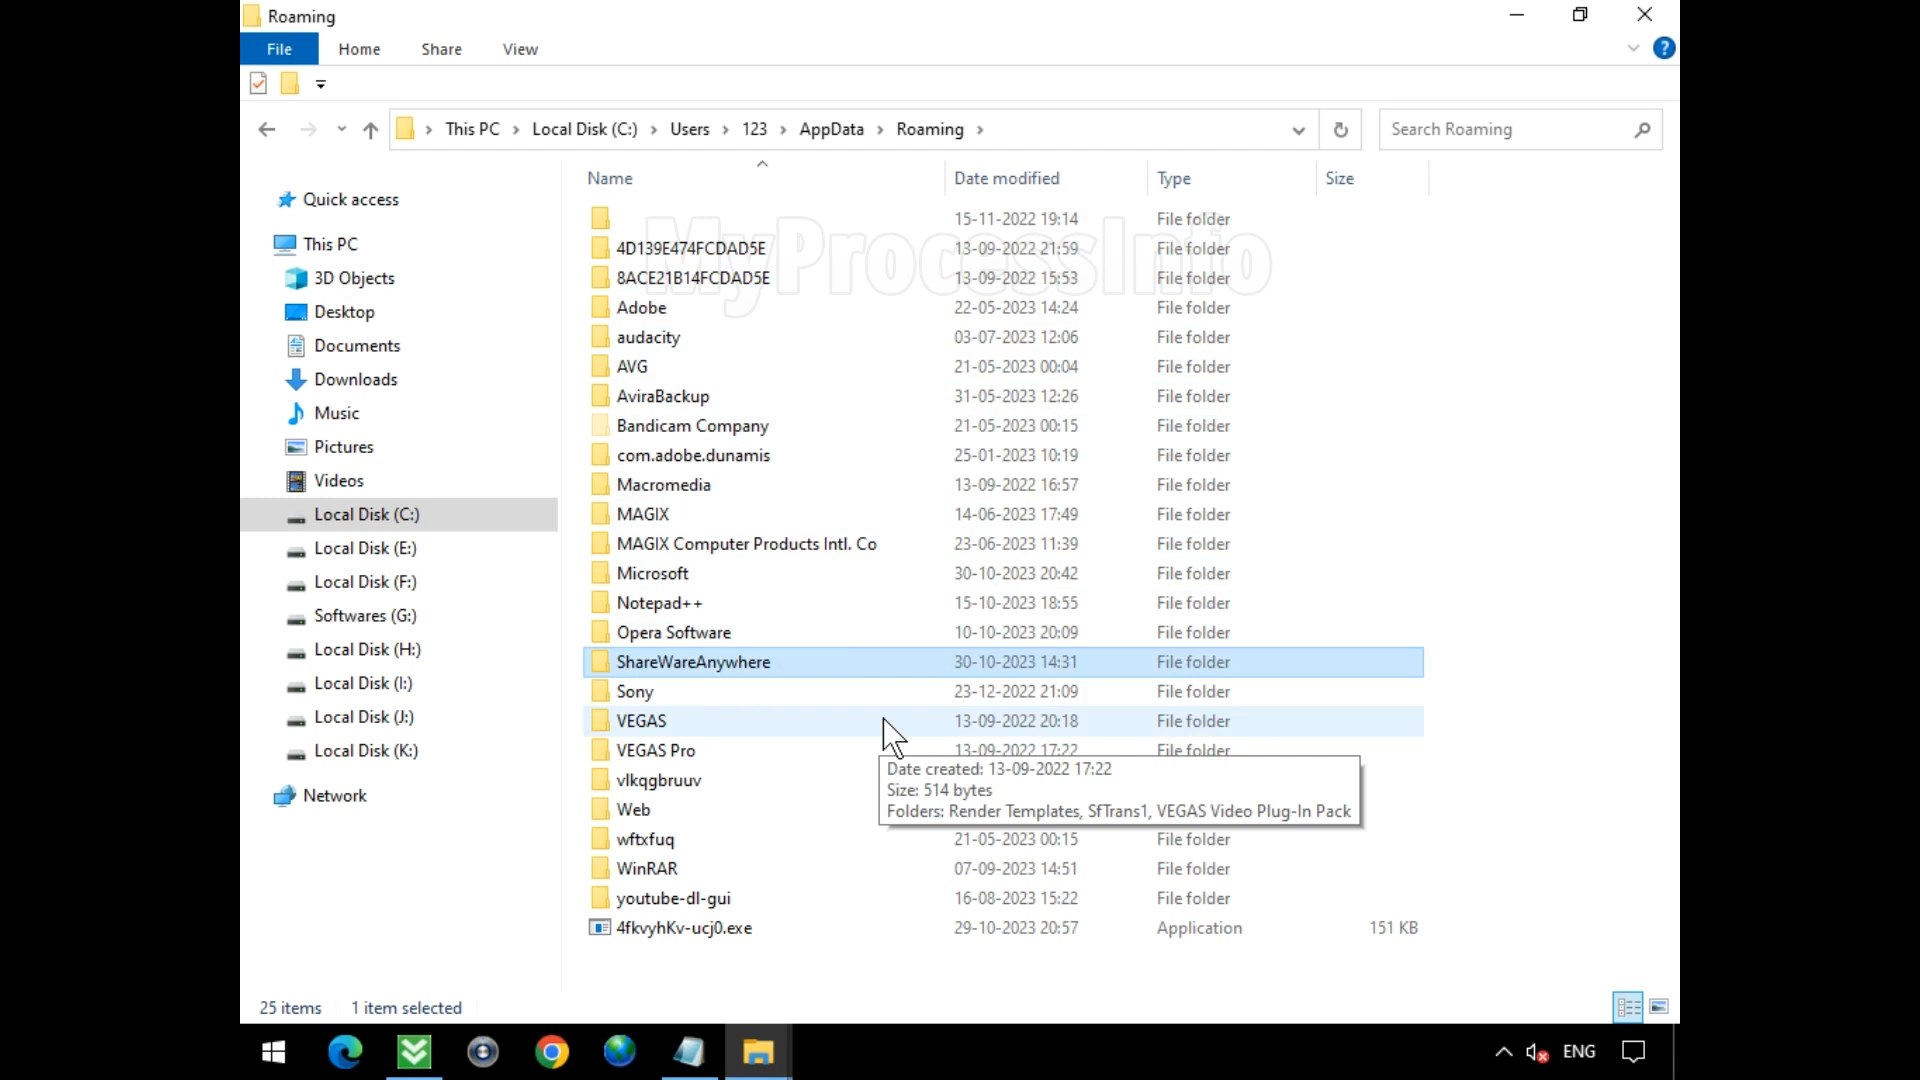 Roaming
File Home Share View
This PC Local Disk (C:) Users 123 AppData Roaming
Search Roaming
Name Date modified Type Size
Quick access
This PC
3D Objects
Desktop
Documents
Downloads
Music
Pictures
Videos
Local Disk (C:)
Local Disk (E:)
Local Disk (F:)
Softwares (G:)
Local Disk (H:)
Local Disk (I:)
Local Disk (J:)
Local Disk (K:)
Network
MyProcessInfo
15-11-2022 19:14 File folder
4D139E474FCDAD5E 13-09-2022 21:59 File folder
8ACE21B14FCDAD5E 13-09-2022 15:53 File folder
Adobe 22-05-2023 14:24 File folder
audacity 03-07-2023 12:06 File folder
AVG 21-05-2023 00:04 File folder
AviraBackup 31-05-2023 12:26 File folder
Bandicam Company 21-05-2023 00:15 File folder
com.adobe.dunamis 25-01-2023 10:19 File folder
Macromedia 13-09-2022 16:57 File folder
MAGIX 14-06-2023 17:49 File folder
MAGIX Computer Products Intl. Co 23-06-2023 11:39 File folder
Microsoft 30-10-2023 20:42 File folder
Notepad++ 15-10-2023 18:55 File folder
Opera Software 10-10-2023 20:09 File folder
ShareWareAnywhere 30-10-2023 14:31 File folder
Sony 23-12-2022 21:09 File folder
VEGAS 13-09-2022 20:18 File folder
VEGAS Pro 13-09-2022 17:22 File folder
vlkqgbruuv
Web
wftxfuq 21-05-2023 00:15 File folder
WinRAR 07-09-2023 14:51 File folder
youtube-dl-gui 16-08-2023 15:22 File folder
4fkvyhKv-ucj0.exe 29-10-2023 20:57 Application 151 KB
Date created: 13-09-2022 17:22
Size: 514 bytes
Folders: Render Templates, SfTrans1, VEGAS Video Plug-In Pack
25 items 1 item selected
ENG